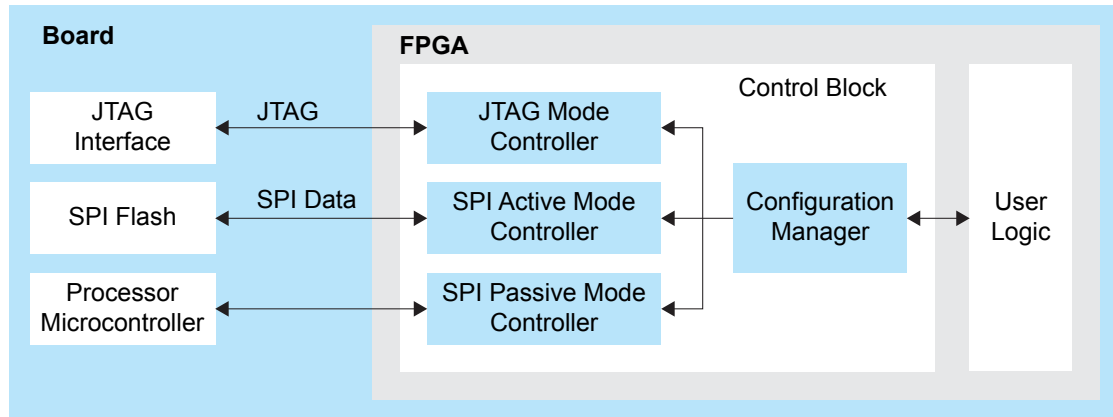 Board
FPGA
Control Block
JTAG
Interface
JTAG
JTAG Mode
Controller
SPI Flash
SPI Data
SPI Active Mode
Controller
Configuration
Manager
User
Logic
Processor
Microcontroller
SPI Passive Mode
Controller